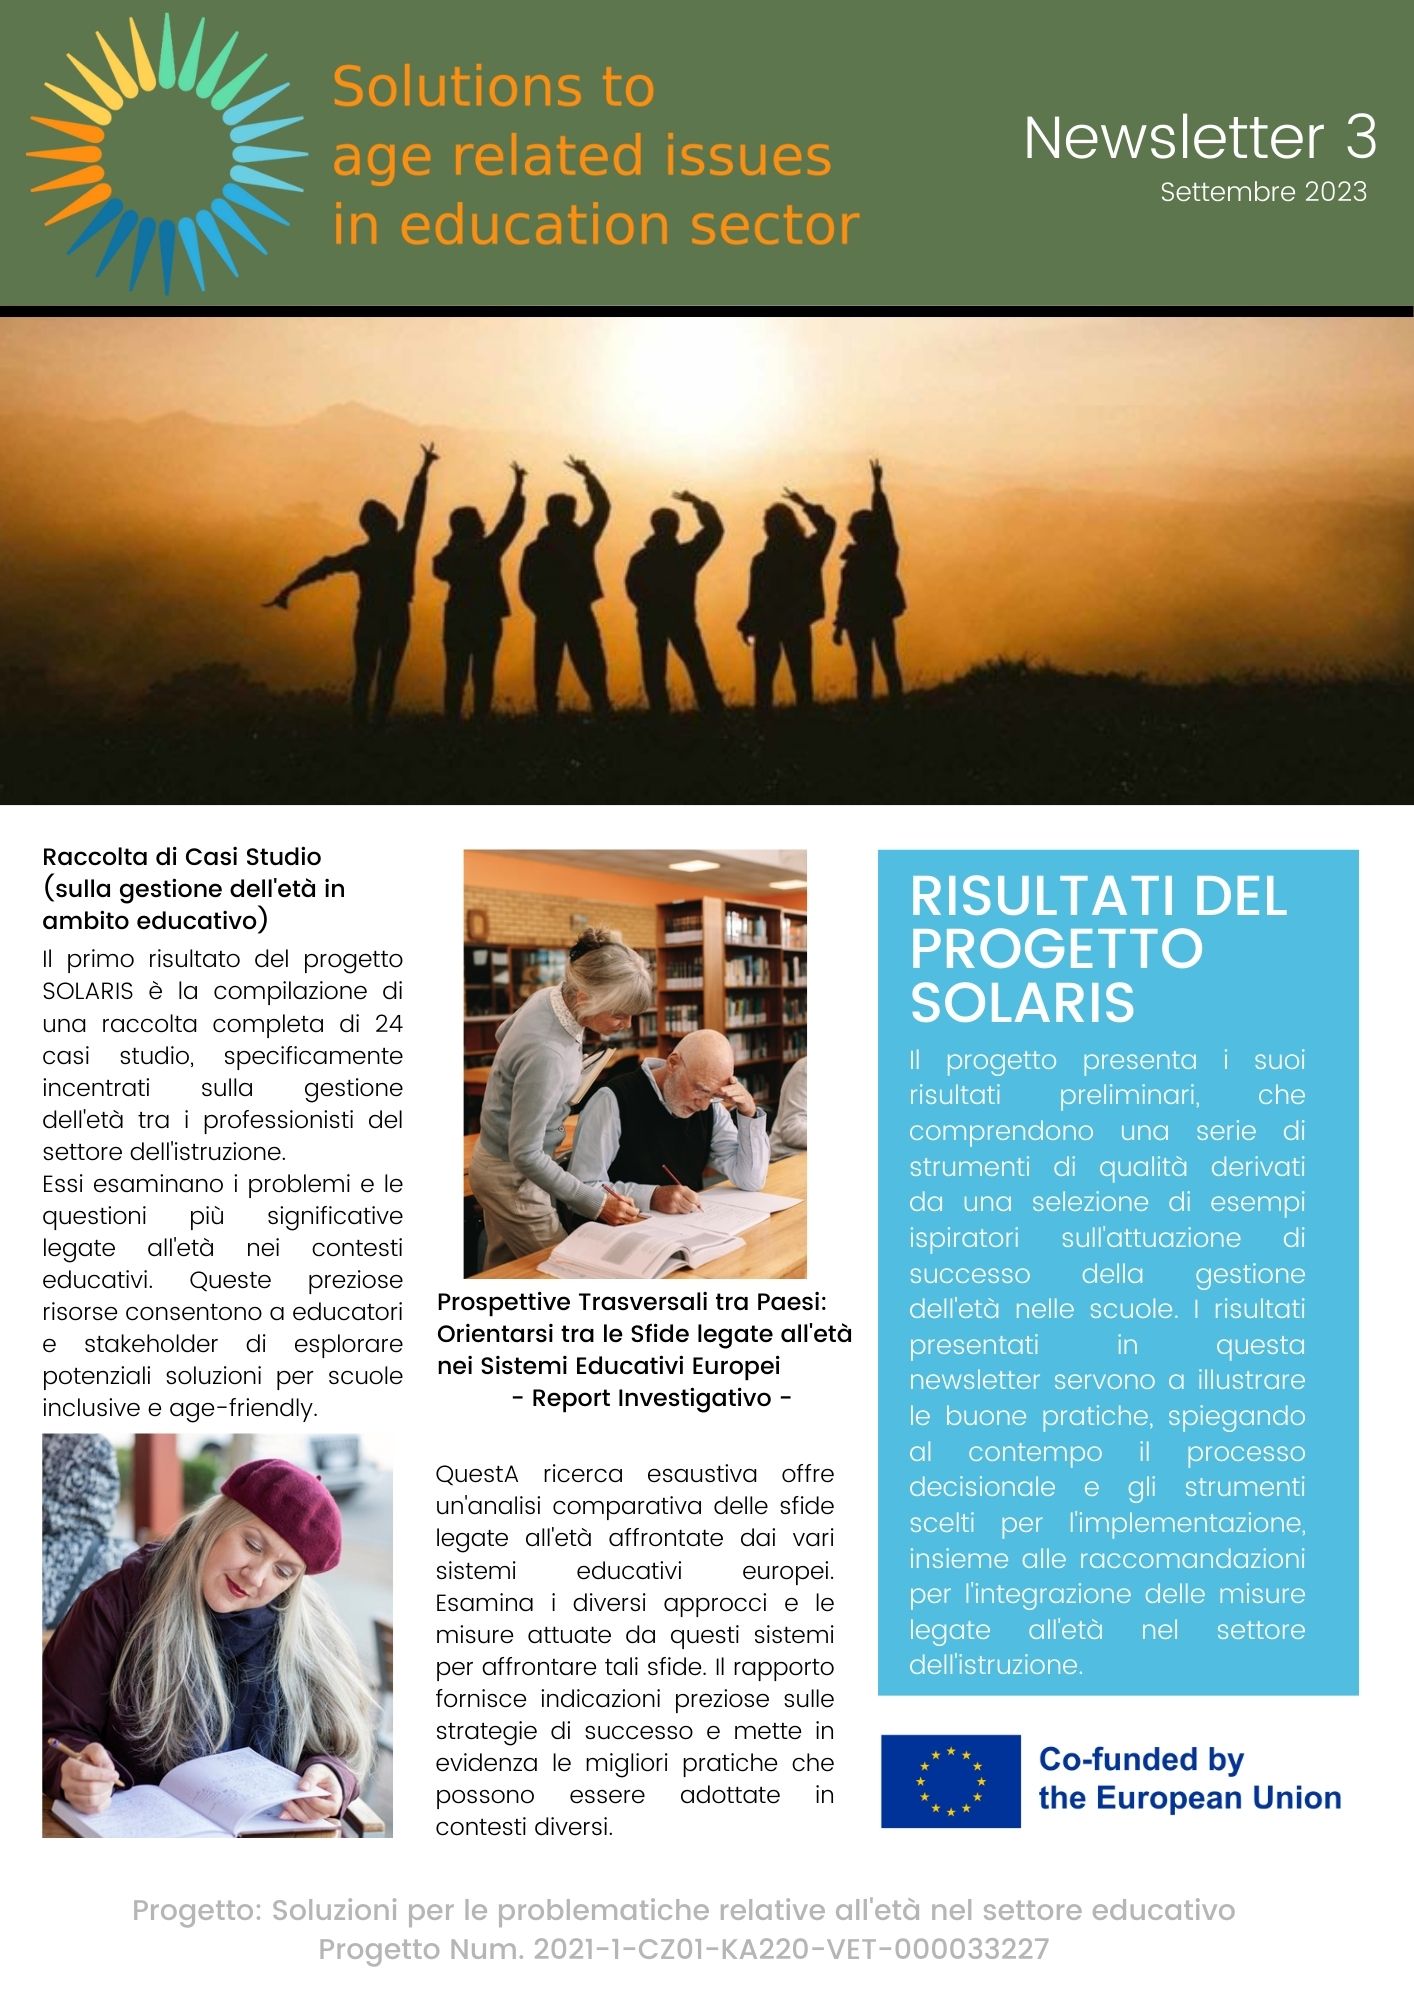 Solutions to
age related issues
in education sector
Newsletter 3
Settembre 2023
Raccolta di Casi Studio
(sulla gestione dell'età in
ambito educativo)
Il primo risultato del progetto
SOLARIS è la compilazione di
una raccolta completa di 24
casi studio, specificamente
incentrati sulla gestione
dell'età tra i professionisti del
settore dell'istruzione.
Essi esaminano i problemi e le
questioni più significative
legate all'età nei contesti
educativi. Queste preziose
risorse consentono a educatori
e stakeholder di esplorare
potenziali soluzioni per scuole
inclusive e age-friendly.
Prospettive Trasversali tra Paesi:
Orientarsi tra le Sfide legate all'età
nei Sistemi Educativi Europei
- Report Investigativo -
QuestA ricerca esaustiva offre
un'analisi comparativa delle sfide
legate all'età affrontate dai vari
sistemi educativi europei.
Esamina i diversi approcci e le
misure attuate da questi sistemi
per affrontare tali sfide. Il rapporto
fornisce indicazioni preziose sulle
strategie di successo e mette in
evidenza le migliori pratiche che
possono essere adottate in
contesti diversi.
RISULTATI DEL
PROGETTO
SOLARIS
Il progetto presenta i suoi
risultati preliminari, che
comprendono una serie di
strumenti di qualità derivati
da una selezione di esempi
ispiratori sull'attuazione di
successo della gestione
dell'età nelle scuole. I risultati
presentati in questa
newsletter servono a illustrare
le buone pratiche, spiegando
al contempo il processo
decisionale e gli strumenti
scelti per l'implementazione,
insieme alle raccomandazioni
per l'integrazione delle misure
legate all'età nel settore
dell'istruzione.
Co-funded by
the European Union
Progetto: Soluzioni per le problematiche relative all'età nel settore educativo
Progetto Num. 2021-1-CZ01-KA220-VET-000033227